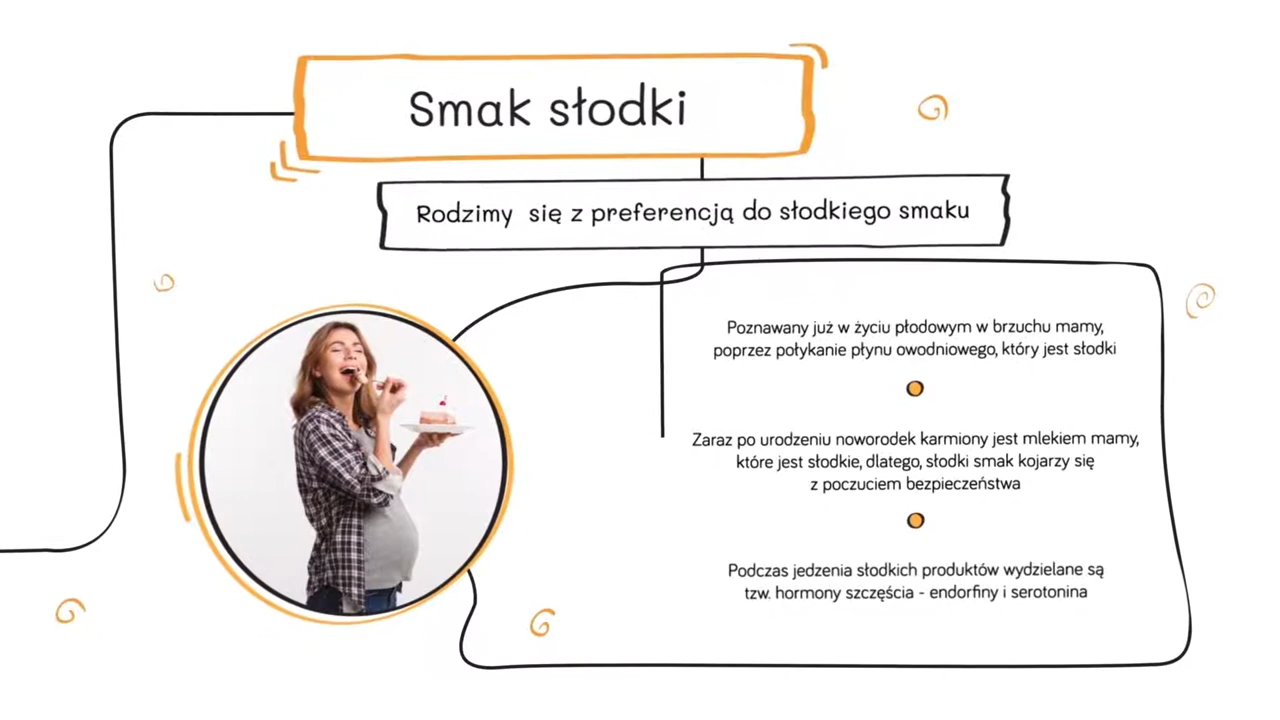 Smak słodki
Rodzimy się z preferencją do słodkiego smaku
Poznawany już w życiu płodowym w brzuchu mamy,
poprzez połykanie płynu owodniowego, który jest słodki
Zaraz po urodzeniu noworodek karmiony jest mlekiem mamy,
które jest słodkie, dlatego, słodki smak kojarzy się
z poczuciem bezpieczeństwa
Podczas jedzenia słodkich produktów wydzielane są
tzw. hormony szczęścia - endorfiny i serotonina